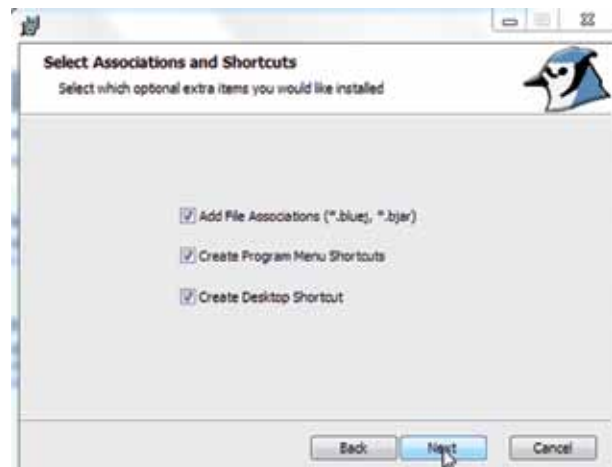 Select Associations and Shortcuts
Select which optional extra items you would like installed
Add File Associations (*.bluej, *.bjar)
Create Program Menu Shortcuts
Create Desktop Shortcut
Back Next Cancel